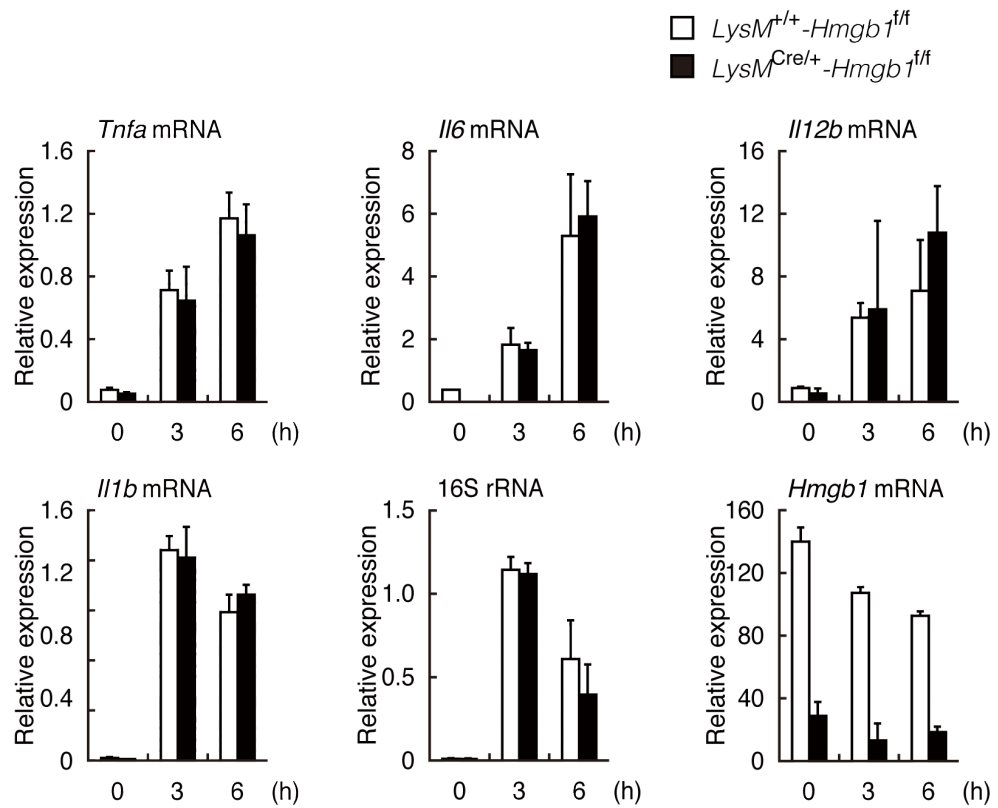 LysM+/+-Hmgb1f/f
LysMCre/+-Hmgb1f/f
Tnfa mRNA
Relative expression
1.6
1.2
0.8
0.4
0
0 3 6 (h)
Il6 mRNA
Relative expression
8
6
4
2
0
0 3 6 (h)
Il12b mRNA
Relative expression
16
12
8
4
0
0 3 6 (h)
Il1b mRNA
Relative expression
1.6
1.2
0.8
0.4
0
0 3 6 (h)
16S rRNA
Relative expression
1.5
1.0
0.5
0
0 3 6 (h)
Hmgb1 mRNA
Relative expression
160
120
80
40
0
0 3 6 (h)